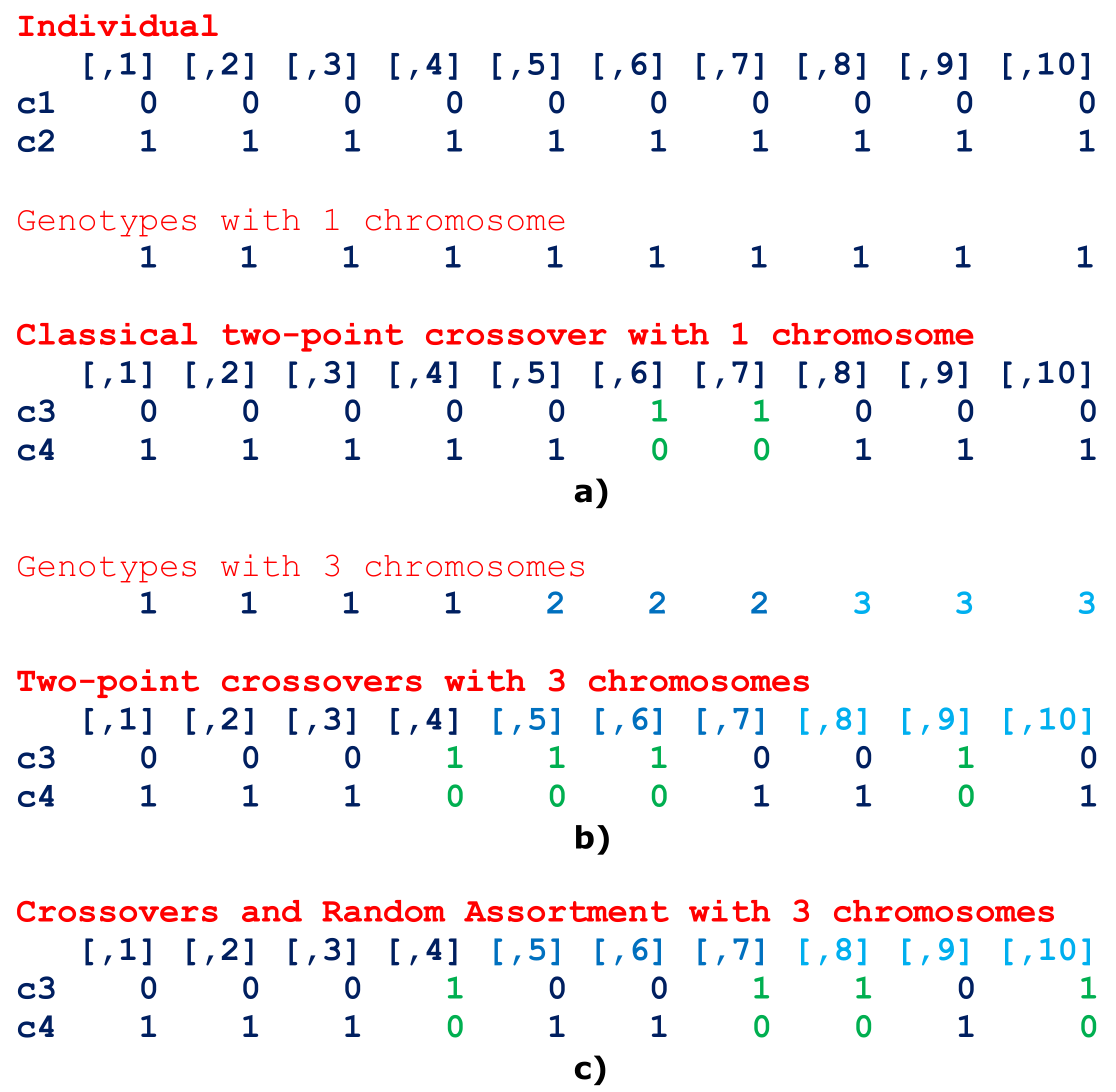 Individual
[,1] [,2] [,3] [,4] [,5] [,6] [,7] [,8] [,9] [,10]
c1 0 0 0 0 0 0 0 0 0 0
c2 1 1 1 1 1 1 1 1 1 1
Genotypes with 1 chromosome
1 1 1 1 1 1 1 1 1 1
Classical two-point crossover with 1 chromosome
[,1] [,2] [,3] [,4] [,5] [,6] [,7] [,8] [,9] [,10]
c3 0 0 0 0 0 1 1 0 0 0
c4 1 1 1 1 1 0 0 1 1 1
a)
Genotypes with 3 chromosomes
1 1 1 1 2 2 2 3 3 3
Two-point crossovers with 3 chromosomes
[,1] [,2] [,3] [,4] [,5] [,6] [,7] [,8] [,9] [,10]
c3 0 0 0 1 1 1 0 0 1 0
c4 1 1 1 0 0 0 1 1 0 1
b)
Crossovers and Random Assortment with 3 chromosomes
[,1] [,2] [,3] [,4] [,5] [,6] [,7] [,8] [,9] [,10]
c3 0 0 0 1 0 0 1 1 0 1
c4 1 1 1 0 1 1 0 0 1 0
c)